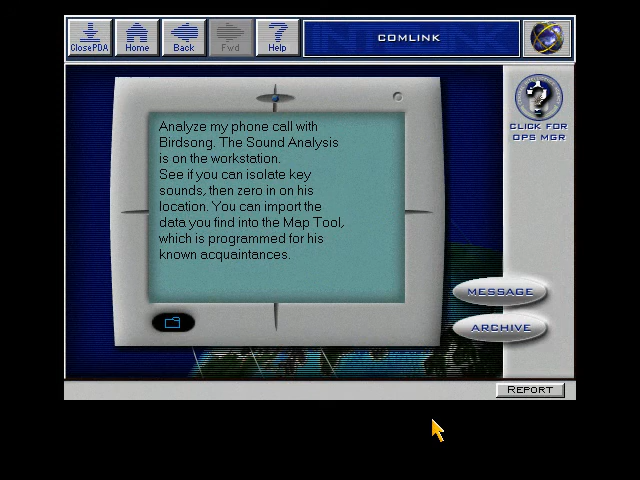 ClosePDA
Home
Back
Fwd
Help
COMLINK
Analyze my phone call with
Birdsong. The Sound Analysis
is on the workstation.
See if you can isolate key
sounds, then zero in on his
location. You can import the
data you find into the Map Tool,
which is programmed for his
known acquaintances.
CLICK FOR
OPS MGR
MESSAGE
ARCHIVE
REPORT